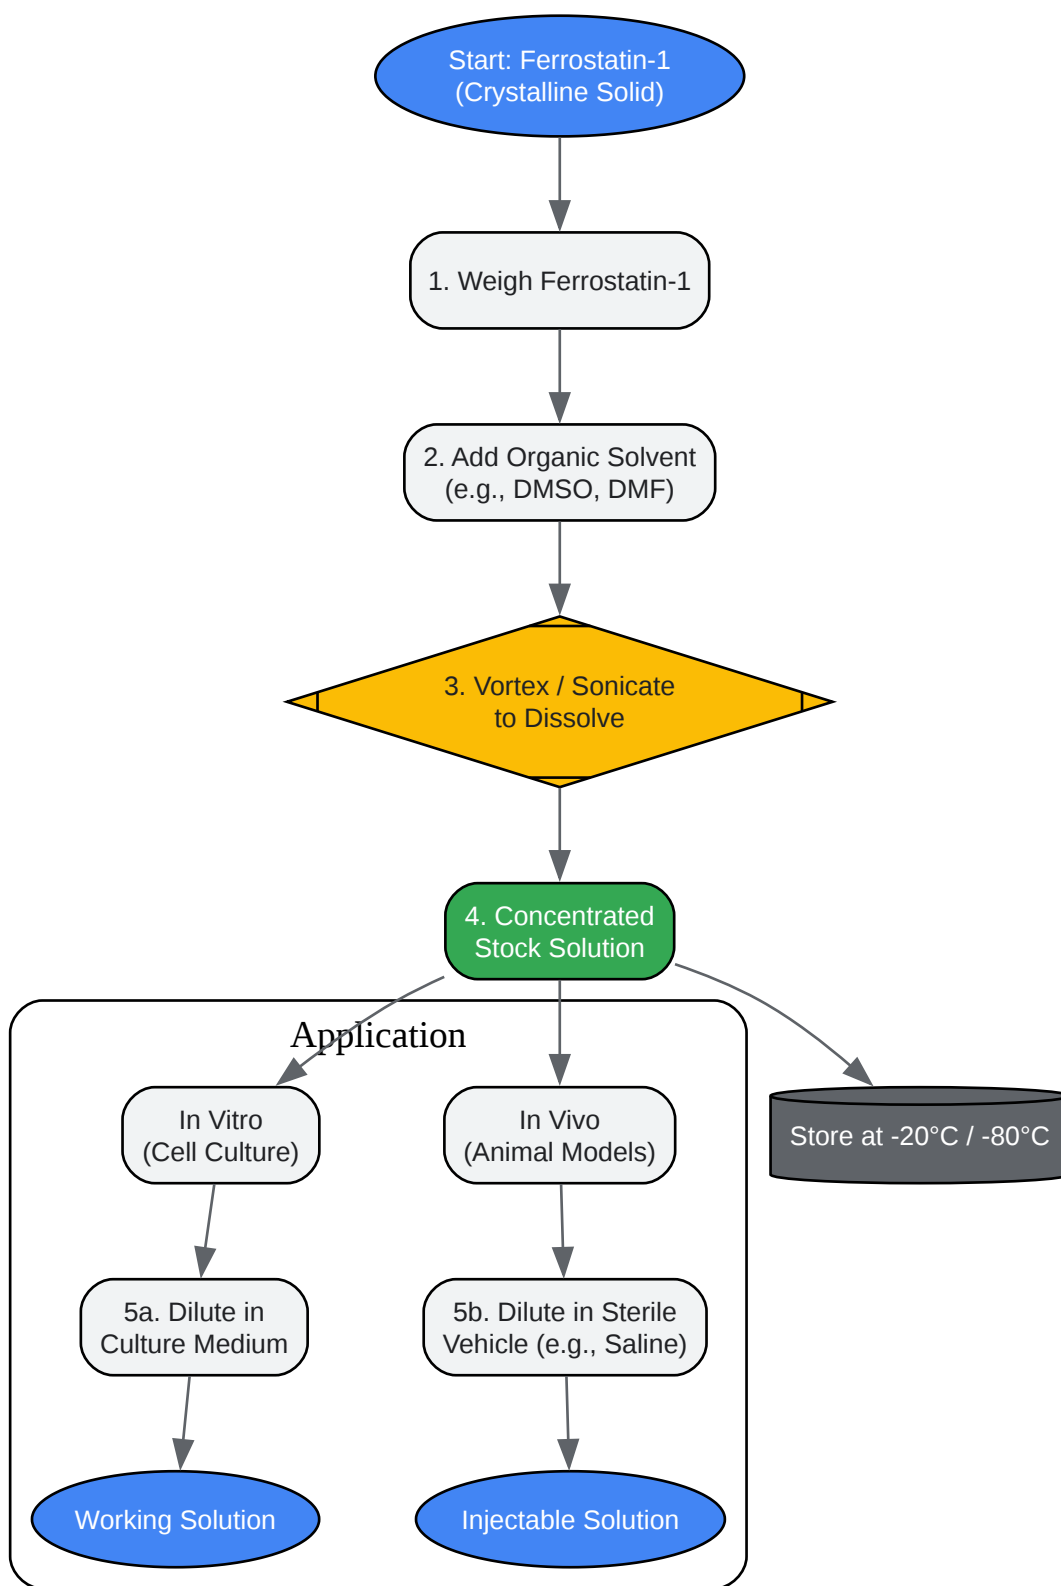 Start: Ferrostatin-1
(Crystalline Solid)
1. Weigh Ferrostatin-1
2. Add Organic Solvent
(e.g., DMSO, DMF)
3. Vortex / Sonicate
to Dissolve
4. Concentrated
Stock Solution
Application
In Vitro
(Cell Culture)
In Vivo
(Animal Models)
Store at -20°C / -80°C
5a. Dilute in
Culture Medium
5b. Dilute in Sterile
Vehicle (e.g., Saline)
Working Solution
Injectable Solution